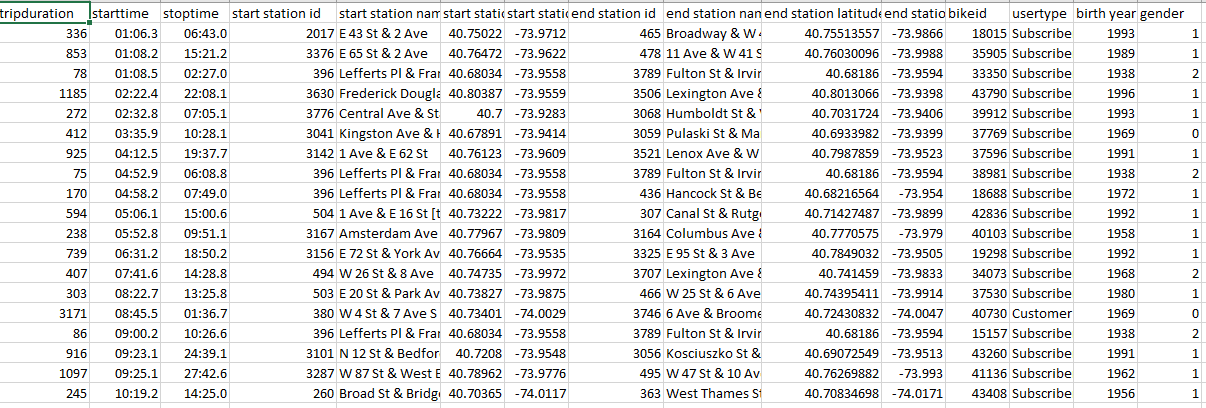 tripduration starttime stoptime start station id start station nam start static start static end station id end station name end station latitude end statio bikeid usertype birth year gender
336 01:06.3 06:43.0 2017 E 43 St & 2 Ave 40.75022 -73.9712 465 Broadway & W 40.75513557 -73.9866 18015 Subscribe 1993 1
853 01:08.2 15:21.2 3376 E 65 St & 2 Ave 40.76472 -73.9622 478 11 Ave & W 41 S 40.76030096 -73.9988 35905 Subscribe 1989 1
78 01:08.5 02:27.0 396 Lefferts Pl & Fra 40.68034 -73.9558 3789 Fulton St & Irvin 40.68186 -73.9594 33350 Subscribe 1938 2
1185 02:22.4 22:08.1 3630 Frederick Dougla 40.80387 -73.9559 3506 Lexington Ave & 40.8013066 -73.9398 43790 Subscribe 1996 1
272 02:32.8 07:05.1 3776 Central Ave & St 40.7 -73.9283 3068 Humboldt St & 40.7031724 -73.9406 39912 Subscribe 1993 1
412 03:35.9 10:28.1 3041 Kingston Ave & H 40.67891 -73.9414 3059 Pulaski St & Ma 40.6933982 -73.9399 37769 Subscribe 1969 0
925 04:12.5 19:37.7 3142 1 Ave & E 62 St 40.76123 -73.9609 3521 Lenox Ave & W 40.7987859 -73.9523 37596 Subscribe 1991 1
75 04:52.9 06:08.8 396 Lefferts Pl & Fra 40.68034 -73.9558 3789 Fulton St & Irvin 40.68186 -73.9594 38981 Subscribe 1938 2
170 04:58.2 07:49.0 396 Lefferts Pl & Fra 40.68034 -73.9558 436 Hancock St & Be 40.68216564 -73.954 18688 Subscribe 1972 1
594 05:06.1 15:00.6 504 1 Ave & E 16 St [t 40.73222 -73.9817 307 Canal St & Rutg 40.71427487 -73.9899 42836 Subscribe 1992 1
238 05:52.8 09:51.1 3167 Amsterdam Ave 40.77967 -73.9809 3164 Columbus Ave & 40.7770575 -73.979 40103 Subscribe 1958 1
739 06:31.2 18:50.2 3156 E 72 St & York Av 40.76664 -73.9535 3325 E 95 St & 3 Ave 40.7849032 -73.9505 19298 Subscribe 1992 1
407 07:41.6 14:28.8 494 W 26 St & 8 Ave 40.74735 -73.9972 3707 Lexington Ave & 40.741459 -73.9833 34073 Subscribe 1968 2
303 08:22.7 13:25.8 503 E 20 St & Park Av 40.73827 -73.9875 466 W 25 St & 6 Ave 40.74395411 -73.9914 37530 Subscribe 1980 1
3171 08:45.5 01:36.7 380 W 4 St & 7 Ave S 40.73401 -74.0029 3746 6 Ave & Broome 40.72430832 -74.0047 40730 Customer 1969 0
86 09:00.2 10:26.6 396 Lefferts Pl & Fra 40.68034 -73.9558 3789 Fulton St & Irvin 40.68186 -73.9594 15157 Subscribe 1938 2
916 09:23.1 24:39.1 3101 N 12 St & Bedfor 40.7208 -73.9548 3056 Kosciuszko St & 40.69072549 -73.9513 43260 Subscribe 1991 1
1097 09:25.1 27:42.6 3287 W 87 St & West E 40.78962 -73.9776 495 W 47 St & 10 Av 40.76269882 -73.993 41136 Subscribe 1962 1
245 10:19.2 14:25.0 260 Broad St & Bridge 40.70365 -74.0117 363 West Thames St 40.70834698 -74.0171 43408 Subscribe 1956 1